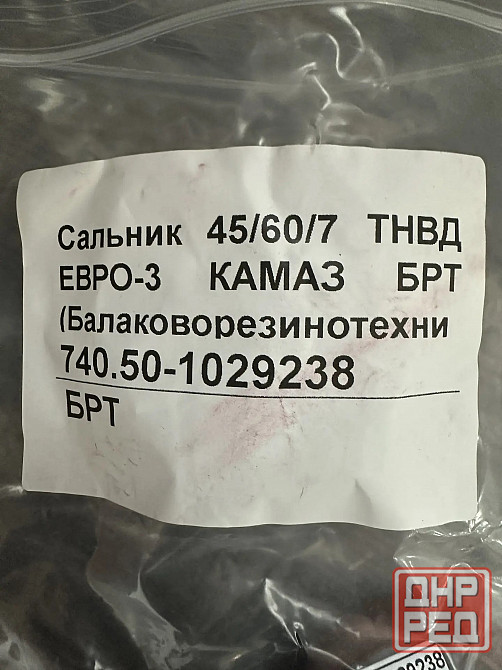 Сальник 45/60/7 ТНВД
ЕВРО-3 КАМАЗ БРТ
(Балаковорезинотехни
740.50-1029238
БРТ
ДНР
РЕД